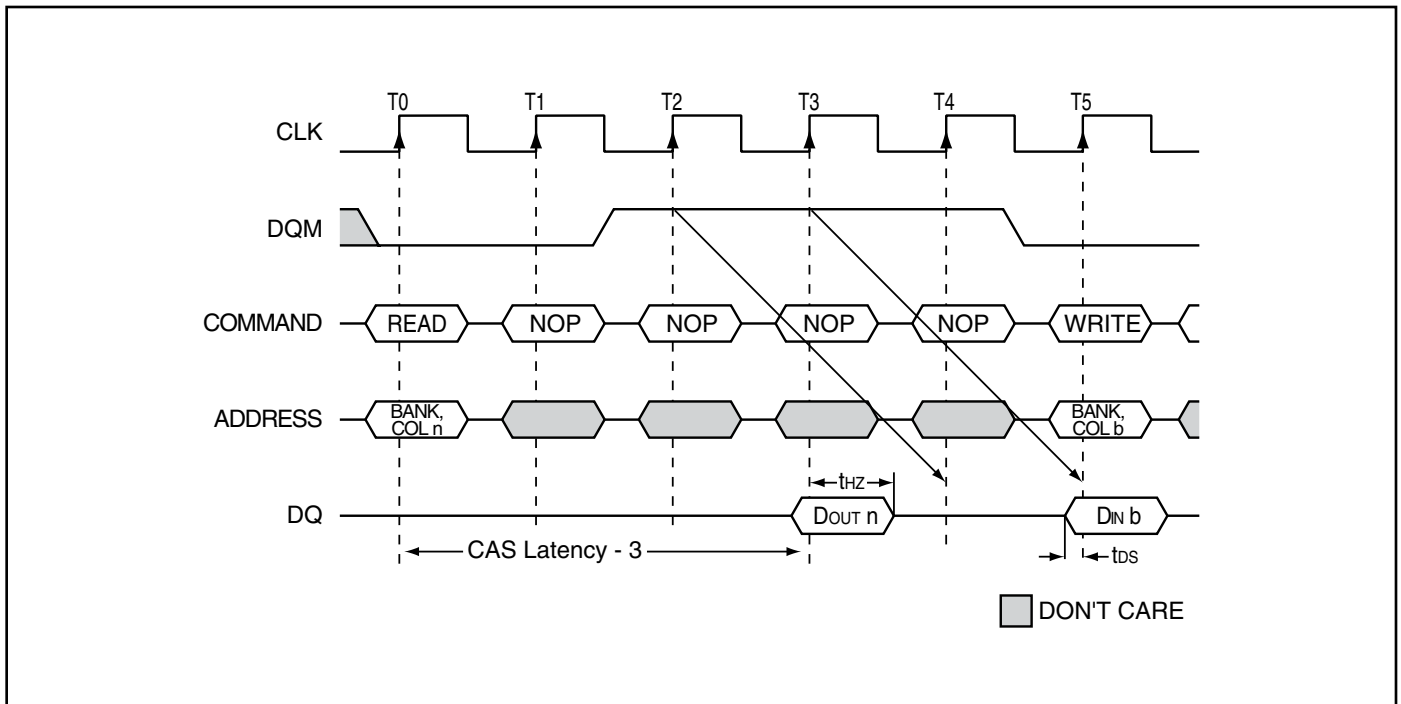 T0 T1 T2 T3 T4 T5
CLK
DQM
COMMAND READ NOP NOP NOP NOP WRITE
ADDRESS BANK, COL n BANK, COL b
tHZ
DQ DOUT n DIN b
CAS Latency - 3 tDS
DON'T CARE